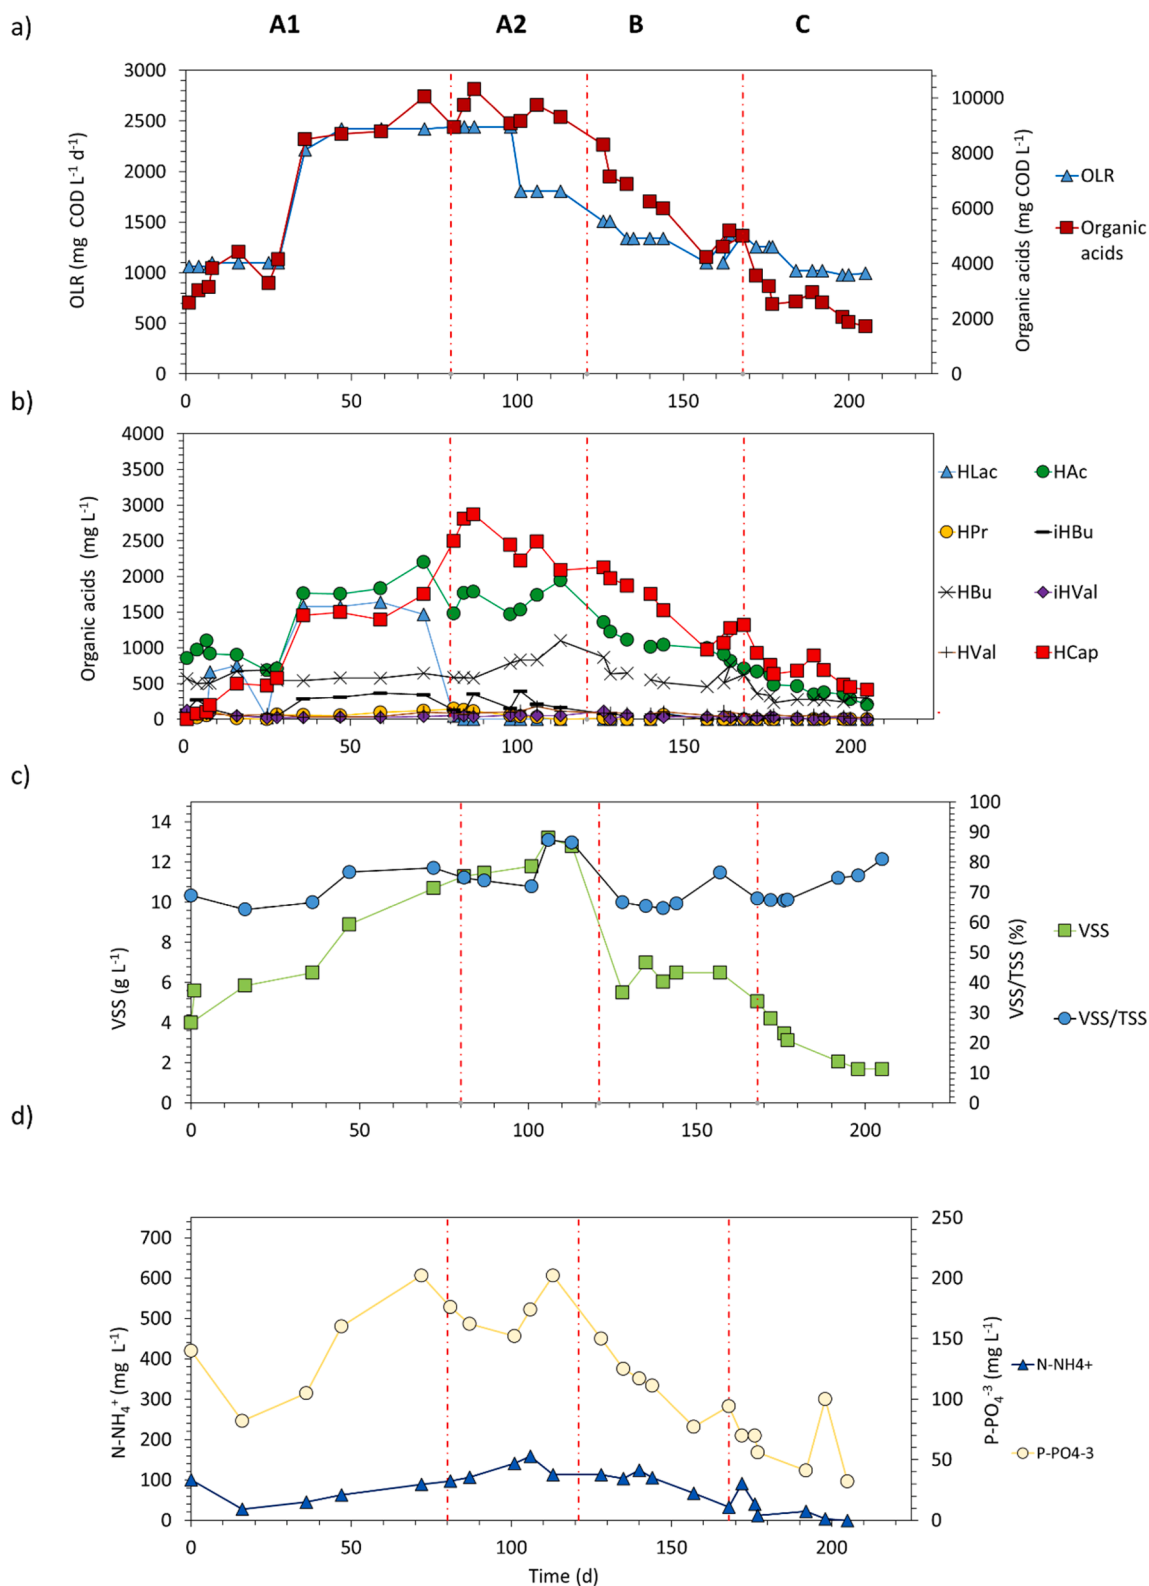 a)
A1 A2 B C
OLR (mg COD L-1 d-1)
3000
2500
2000
1500
1000
500
0
0 50 100 150 200
10000
8000
6000
4000
2000
0
Organic acids (mg COD L-1)
OLR
Organic
acids
b)
Organic acids (mg L-1)
4000
3500
3000
2500
2000
1500
1000
500
0
0 50 100 150 200
HLac HAc
HPr iHBu
HBu iHVal
HVal HCap
c)
VSS (g L-1)
14
12
10
8
6
4
2
0
0 50 100 150 200
100
90
80
70
60
50
40
30
20
10
0
VSS/TSS (%)
VSS
VSS/TSS
d)
N-NH4+ (mg L-1)
700
600
500
400
300
200
100
0
0 50 100 150 200
Time (d)
250
200
150
100
50
0
P-PO4-3 (mg L-1)
N-NH4+
P-PO4-3